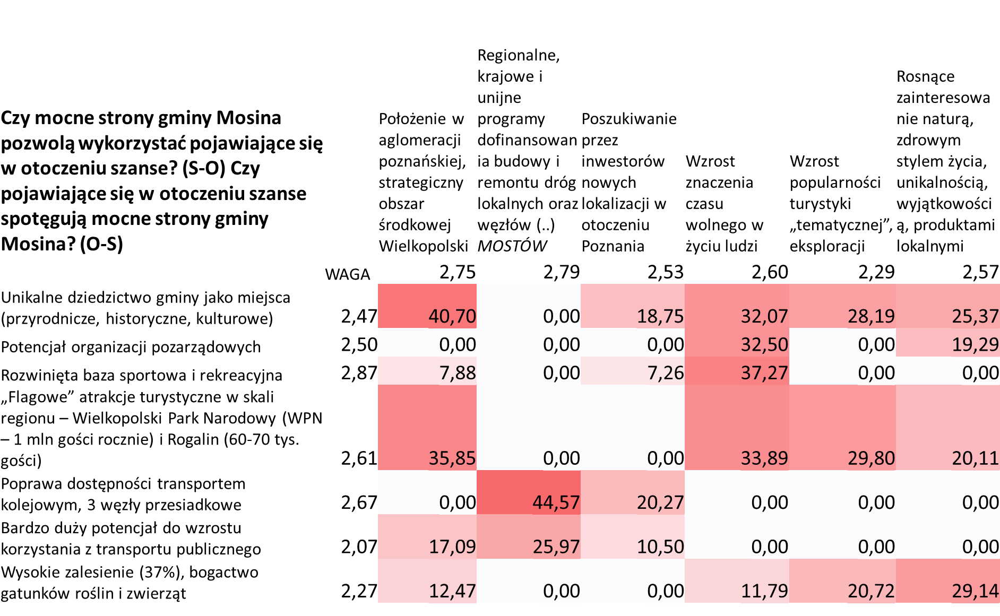 Czy mocne strony gminy Mosina
pozwolą wykorzystać pojawiające się
w otoczeniu szanse? (S-O) Czy
pojawiające się w otoczeniu szanse
spotęgują mocne strony gminy
Mosina? (O-S)
Położenie w
aglomeracji
poznańskiej,
strategiczny
obszar
środkowej
Wielkopolski
Regionalne,
krajowe i
unijne
programy
dofinansowan
ia budowy i
remontu dróg
lokalnych oraz
węzłów (..)
MOSTÓW
Poszukiwanie
przez
inwestorów
nowych
lokalizacji w
otoczeniu
Poznania
Wzrost
znaczenia
czasu
wolnego w
życiu ludzi
Wzrost
popularności
turystyki
„tematycznej”,
eksploracji
Rosnące
zainteresowa
nie naturą,
zdrowym
stylem życia,
unikalnością,
wyjątkowości
ą, produktami
lokalnymi
WAGA 2,75 2,79 2,53 2,60 2,29 2,57
Unikalne dziedzictwo gminy jako miejsca
(przyrodnicze, historyczne, kulturowe) 2,47 40,70 0,00 18,75 32,07 28,19 25,37
Potencjał organizacji pozarządowych 2,50 0,00 0,00 0,00 32,50 0,00 19,29
Rozwinięta baza sportowa i rekreacyjna 2,87 7,88 0,00 7,26 37,27 0,00 0,00
„Flagowe” atrakcje turystyczne w skali
regionu – Wielkopolski Park Narodowy (WPN
– 1 mln gości rocznie) i Rogalin (60-70 tys.
gości) 2,61 35,85 0,00 0,00 33,89 29,80 20,11
Poprawa dostępności transportem
kolejowym, 3 węzły przesiadkowe 2,67 0,00 44,57 20,27 0,00 0,00 0,00
Bardzo duży potencjał do wzrostu
korzystania z transportu publicznego 2,07 17,09 25,97 10,50 0,00 0,00 0,00
Wysokie zalesienie (37%), bogactwo
gatunków roślin i zwierząt 2,27 12,47 0,00 0,00 11,79 20,72 29,14